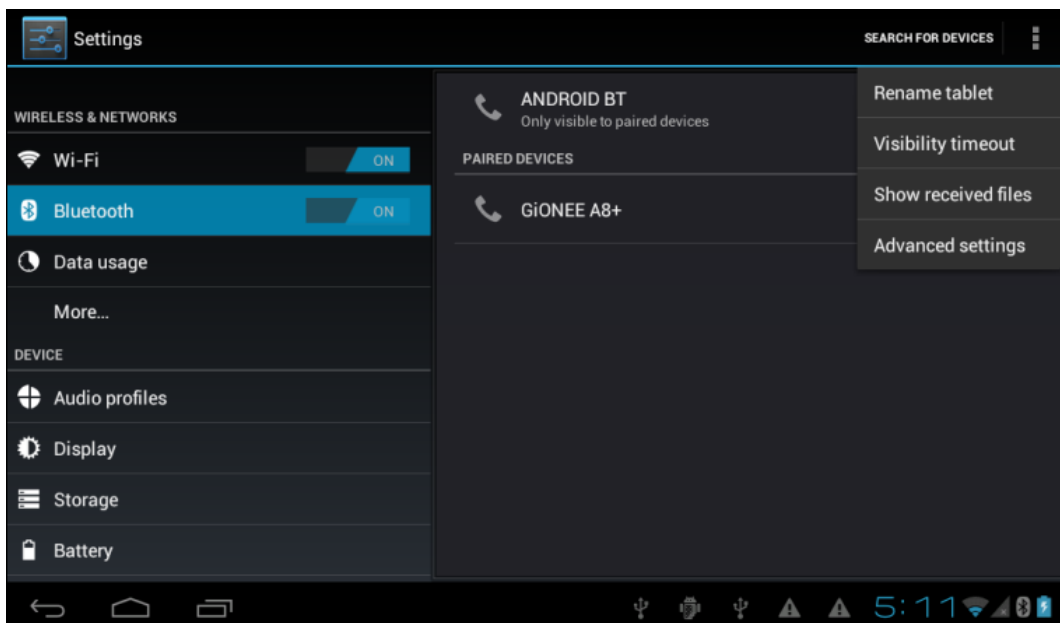 Settings
SEARCH FOR DEVICES
WIRELESS & NETWORKS
Wi-Fi
ON
Bluetooth
ON
Data usage
More...
DEVICE
Audio profiles
Display
Storage
Battery
ANDROID BT
Only visible to paired devices
PAIRED DEVICES
GiONEE A8+
Rename tablet
Visibility timeout
Show received files
Advanced settings
5:11